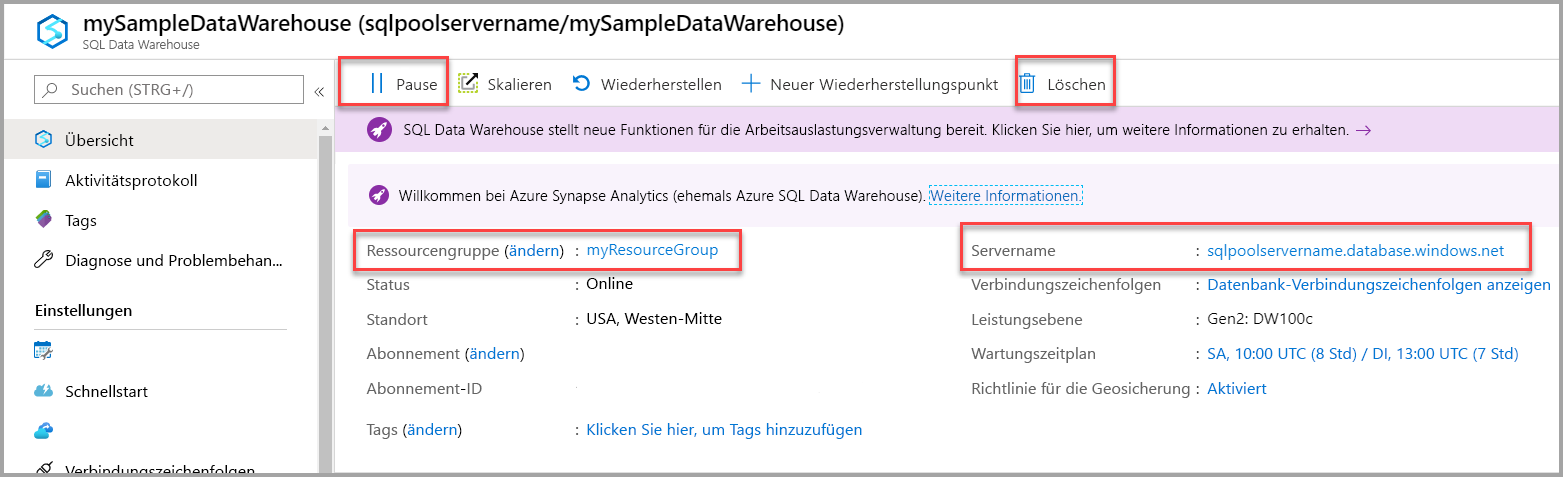 mySampleDataWarehouse (sqlpoolservername/mySampleDataWarehouse)
SQL Data Warehouse
Suchen (STRG+/)
«
Übersicht
Aktivitätsprotokoll
Tags
Diagnose und Problembehan...
Einstellungen
Schnellstart
Verbindungszeichenfolgen
Pause Skalieren Wiederherstellen Neuer Wiederherstellungspunkt Löschen
SQL Data Warehouse stellt neue Funktionen für die Arbeitsauslastungsverwaltung bereit. Klicken Sie hier, um weitere Informationen zu erhalten. →
Willkommen bei Azure Synapse Analytics (ehemals Azure SQL Data Warehouse). Weitere Informationen.
Ressourcengruppe (ändern) : myResourceGroup
Status : Online
Standort : USA, Westen-Mitte
Abonnement (ändern)
Abonnement-ID
Tags (ändern) : Klicken Sie hier, um Tags hinzuzufügen
Servername : sqlpoolservername.database.windows.net
Verbindungszeichenfolgen : Datenbank-Verbindungszeichenfolgen anzeigen
Leistungsebene : Gen2: DW100c
Wartungszeitplan : SA, 10:00 UTC (8 Std) / DI, 13:00 UTC (7 Std)
Richtlinie für die Geosicherung : Aktiviert